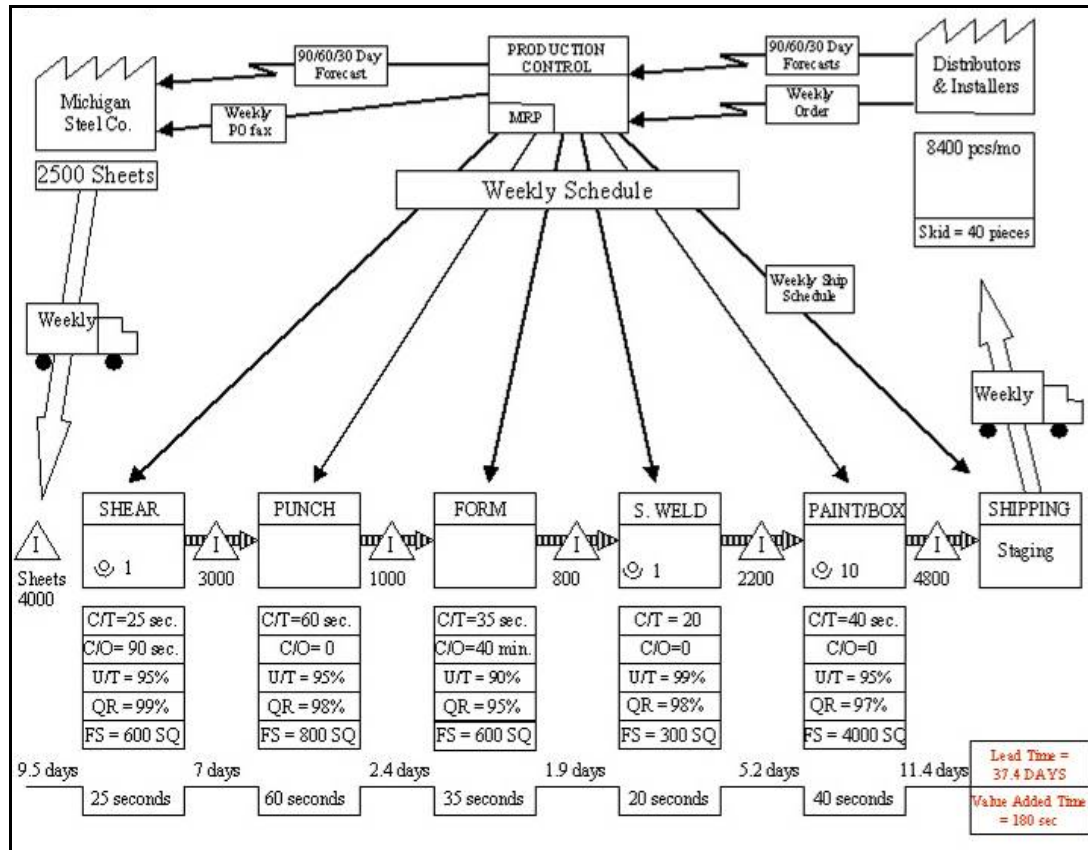 90/60/30 Day
Forecast
PRODUCTION
CONTROL
90/60/30 Day
Forecasts
Distributors
& Installers
Michigan
Steel Co.
Weekly
PO fax
MRP
Weekly
Order
2500 Sheets
Weekly Schedule
8400 pcs/mo
Skid = 40 pieces
Weekly Ship
Schedule
Weekly
Weekly
SHEAR
PUNCH
FORM
S. WELD
PAINT/BOX
SHIPPING
I
I
I
I
I
I
Staging
1
1
10
Sheets
4000
3000
1000
800
2200
4800
C/T=25 sec.
C/O= 90 sec.
U/T = 95%
QR = 99%
FS = 600 SQ
C/T=60 sec.
C/O= 0
U/T = 95%
QR = 98%
FS = 800 SQ
C/T=35 sec.
C/O=40 min.
U/T = 90%
QR = 95%
FS = 600 SQ
C/T = 20
C/O=0
U/T = 99%
QR = 98%
FS = 300 SQ
C/T=40 sec.
C/O=0
U/T = 95%
QR = 97%
FS = 4000 SQ
9.5 days
7 days
2.4 days
1.9 days
5.2 days
11.4 days
25 seconds
60 seconds
35 seconds
20 seconds
40 seconds
Lead Time =
37.4 DAYS
Value Added Time
= 180 sec